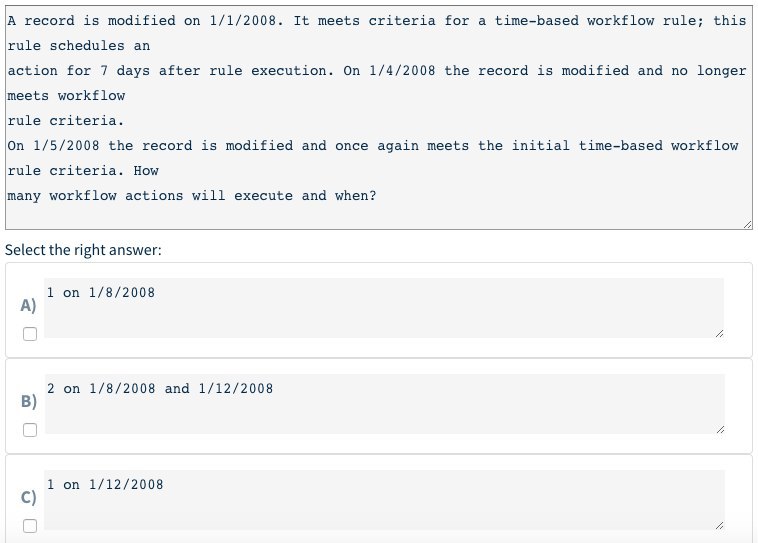 A record is modified on 1/1/2008. It meets criteria for a time-based workflow rule; this
rule schedules an
action for 7 days after rule execution. On 1/4/2008 the record is modified and no longer
meets workflow
rule criteria.
On 1/5/2008 the record is modified and once again meets the initial time-based workflow
rule criteria. How
many workflow actions will execute and when?
Select the right answer:
A) 1 on 1/8/2008
B) 2 on 1/8/2008 and 1/12/2008
C) 1 on 1/12/2008